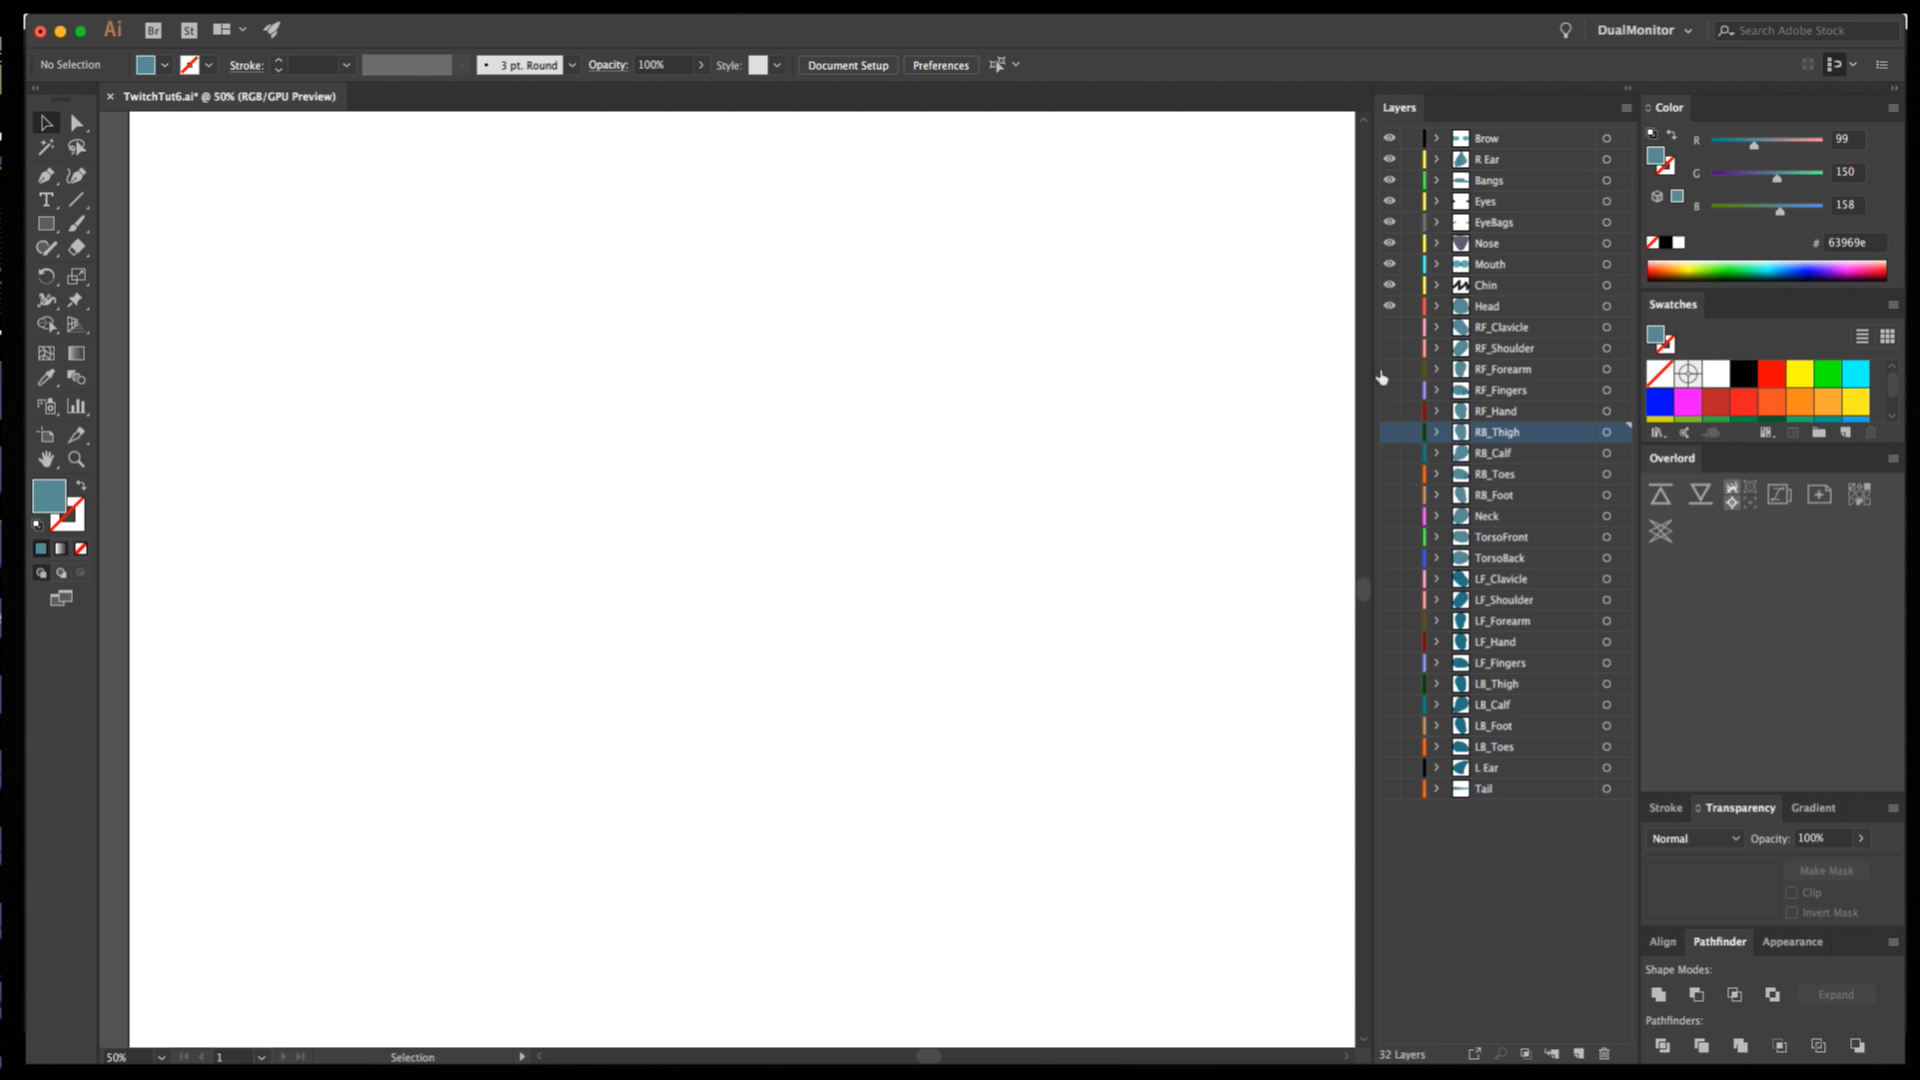 Ai
Br
St
DualMonitor
Search Adobe Stock
No Selection
Stroke:
3 pt. Round
Opacity:
100%
Style:
Document Setup
Preferences
× TwitchTut6.ai* @ 50% (RGB/GPU Preview)
Layers
Brow
R Ear
Bangs
Eyes
EyeBags
Nose
Mouth
Chin
Head
RF_Clavicle
RF_Shoulder
RF_Forearm
RF_Fingers
RF_Hand
RB_Thigh
RB_Calf
RB_Toes
RB_Foot
Neck
TorsoFront
TorsoBack
LF_Clavicle
LF_Shoulder
LF_Forearm
LF_Hand
LF_Fingers
LB_Thigh
LB_Calf
LB_Foot
LB_Toes
L Ear
Tail
32 Layers
Color
R
99
G
150
B
158
# 63969e
Swatches
Overlord
Stroke
Transparency
Gradient
Normal
Opacity:
100%
Make Mask
Clip
Invert Mask
Align
Pathfinder
Appearance
Shape Modes:
Expand
Pathfinders:
50%
1
Selection